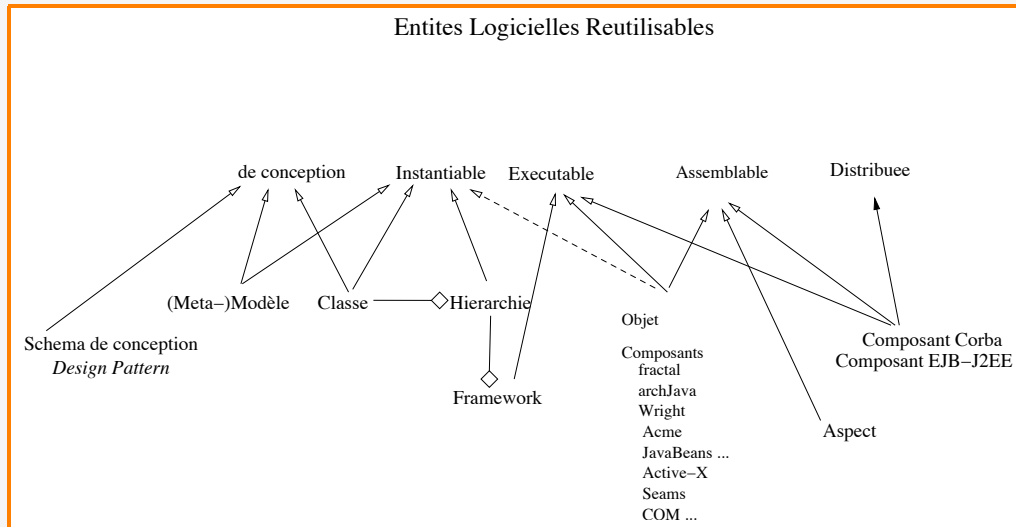 Entites Logicielles Reutilisables
de conception
Instantiable
Executable
Assemblable
Distribuee
(Meta−)Modèle
Classe
Hierarchie
Schema de conception
Design Pattern
Framework
Objet
Composants
fractal
archJava
Wright
Acme
JavaBeans ...
Active−X
Seams
COM ...
Aspect
Composant Corba
Composant EJB−J2EE